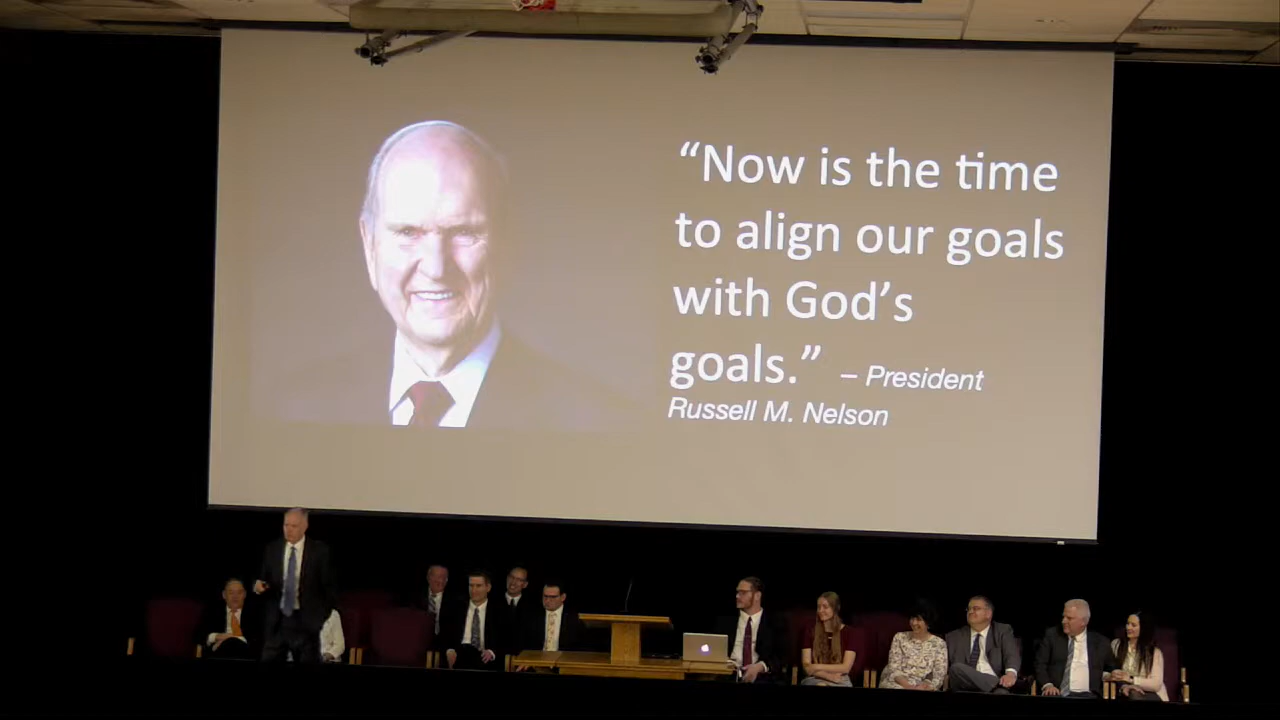 “Now is the time
to align our goals
with God’s
goals.” – President
Russell M. Nelson